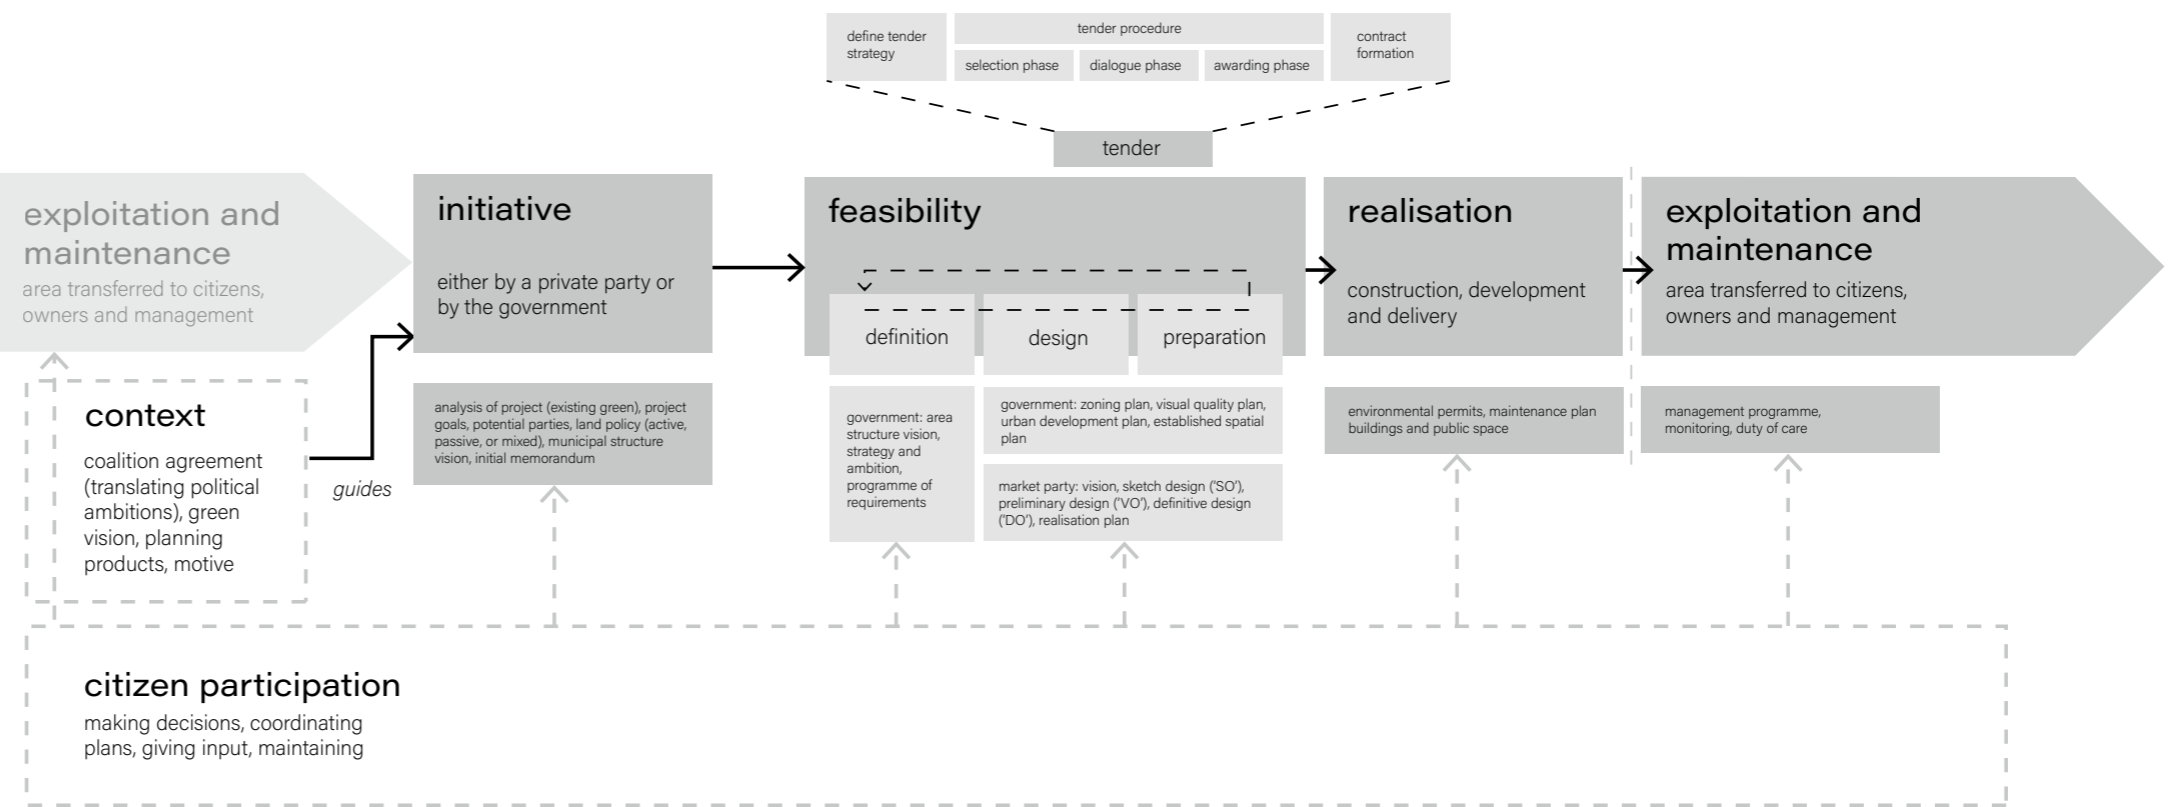 define tender
strategy
tender procedure
selection phase
dialogue phase
awarding phase
contract
formation
tender
exploitation and
maintenance
area transferred to citizens,
owners and management
initiative
either by a private party or
by the government
feasibility
definition
design
preparation
realisation
construction, development
and delivery
exploitation and
maintenance
area transferred to citizens,
owners and management
context
coalition agreement
(translating political
ambitions), green
vision, planning
products, motive
guides
analysis of project (existing green), project
goals, potential parties, land policy (active,
passive, or mixed), municipal structure
vision, initial memorandum
government: area
structure vision,
strategy and
ambition,
programme of
requirements
government: zoning plan, visual quality plan,
urban development plan, established spatial
plan
market party: vision, sketch design ('SO'),
preliminary design ('VO'), definitive design
('DO'), realisation plan
environmental permits, maintenance plan
buildings and public space
management programme,
monitoring, duty of care
citizen participation
making decisions, coordinating
plans, giving input, maintaining